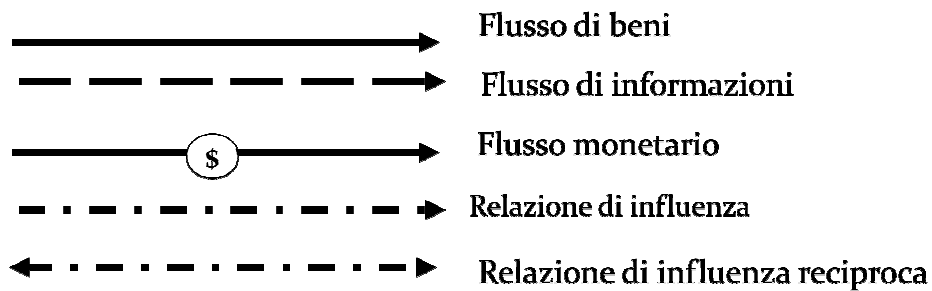 Flusso di beni
Flusso di informazioni
$
Flusso monetario
Relazione di influenza
Relazione di influenza reciproca